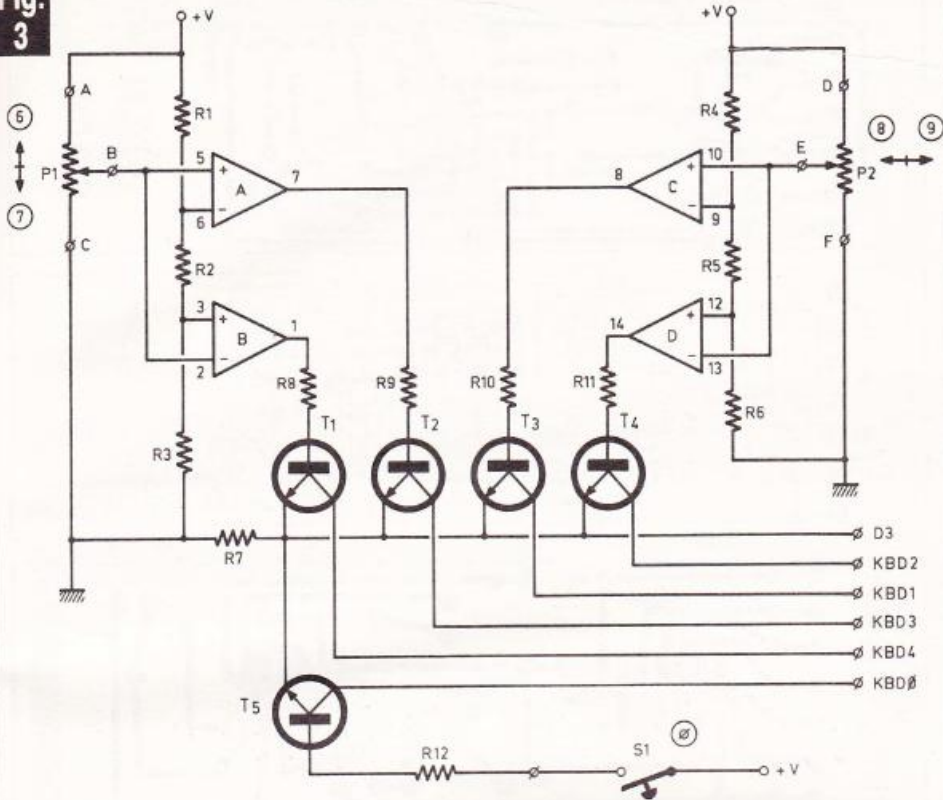 Fig.
3
+V
+V
A
D
R1
R4
6
8
9
B
5
10
E
P1
+
A
7
8
C
+
P2
-
-
6
9
7
C
F
R2
R5
3
12
+
B
1
14
D
+
-
-
2
13
R8
R9
R10
R11
R6
T1
T2
T3
T4
R3
D3
R7
KBD2
KBD1
KBD3
KBD4
KBDØ
T5
R12
S1
Ø
+V